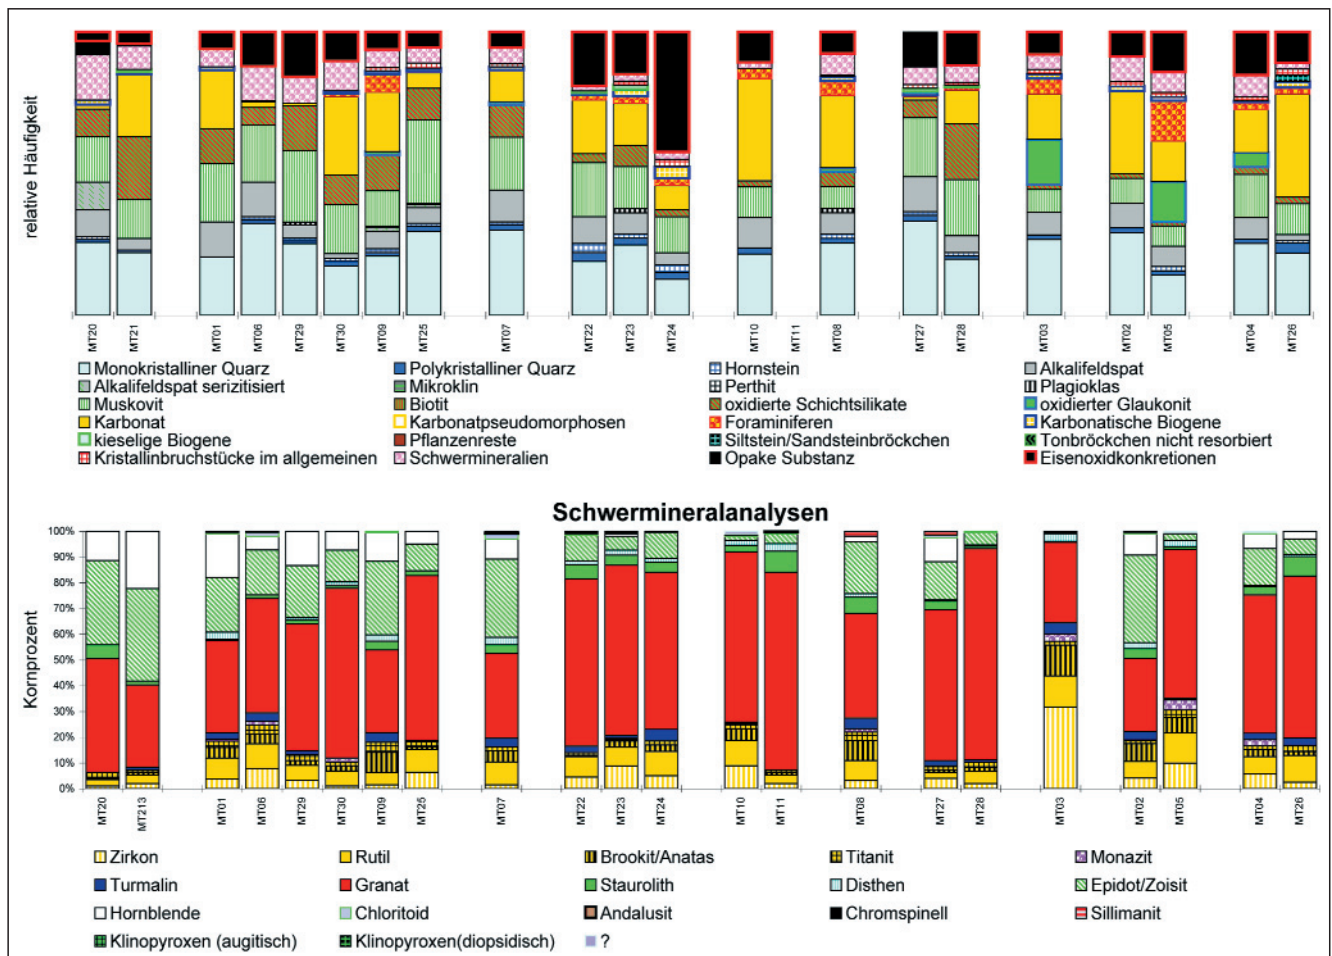 relative Häufigkeit
MT20 MT21 MT01 MT06 MT29 MT30 MT09 MT25 MT07 MT22 MT23 MT24 MT10 MT11 MT08 MT27 MT28 MT03 MT02 MT05 MT04 MT26
Monokristalliner Quarz Polykristalliner Quarz Hornstein Alkalifeldspat
Alkalifeldspat serizitisiert Mikroklin Perthit Plagioklas
Muskovit Biotit oxidierte Schichtsilikate oxidierter Glaukonit
Karbonat Karbonatpseudomorphosen Foraminiferen Karbonatische Biogene
kieselige Biogene Pflanzenreste Siltstein/Sandsteinbröckchen Tonbröckchen nicht resorbiert
Kristallinbruchstücke im allgemeinen Schwermineralien Opake Substanz Eisenoxidkonkretionen
Schwermineralanalysen
Kornprozent
100%
90%
80%
70%
60%
50%
40%
30%
20%
10%
0%
MT20 MT213 MT01 MT06 MT29 MT30 MT09 MT25 MT07 MT22 MT23 MT24 MT10 MT11 MT08 MT27 MT28 MT03 MT02 MT05 MT04 MT26
Zirkon Rutil Brookit/Anatas Titanit Monazit
Turmalin Granat Staurolith Disthen Epidot/Zoisit
Hornblende Chloritoid Andalusit Chromspinell Sillimanit
Klinopyroxen (augitisch) Klinopyroxen(diopsidisch) ?